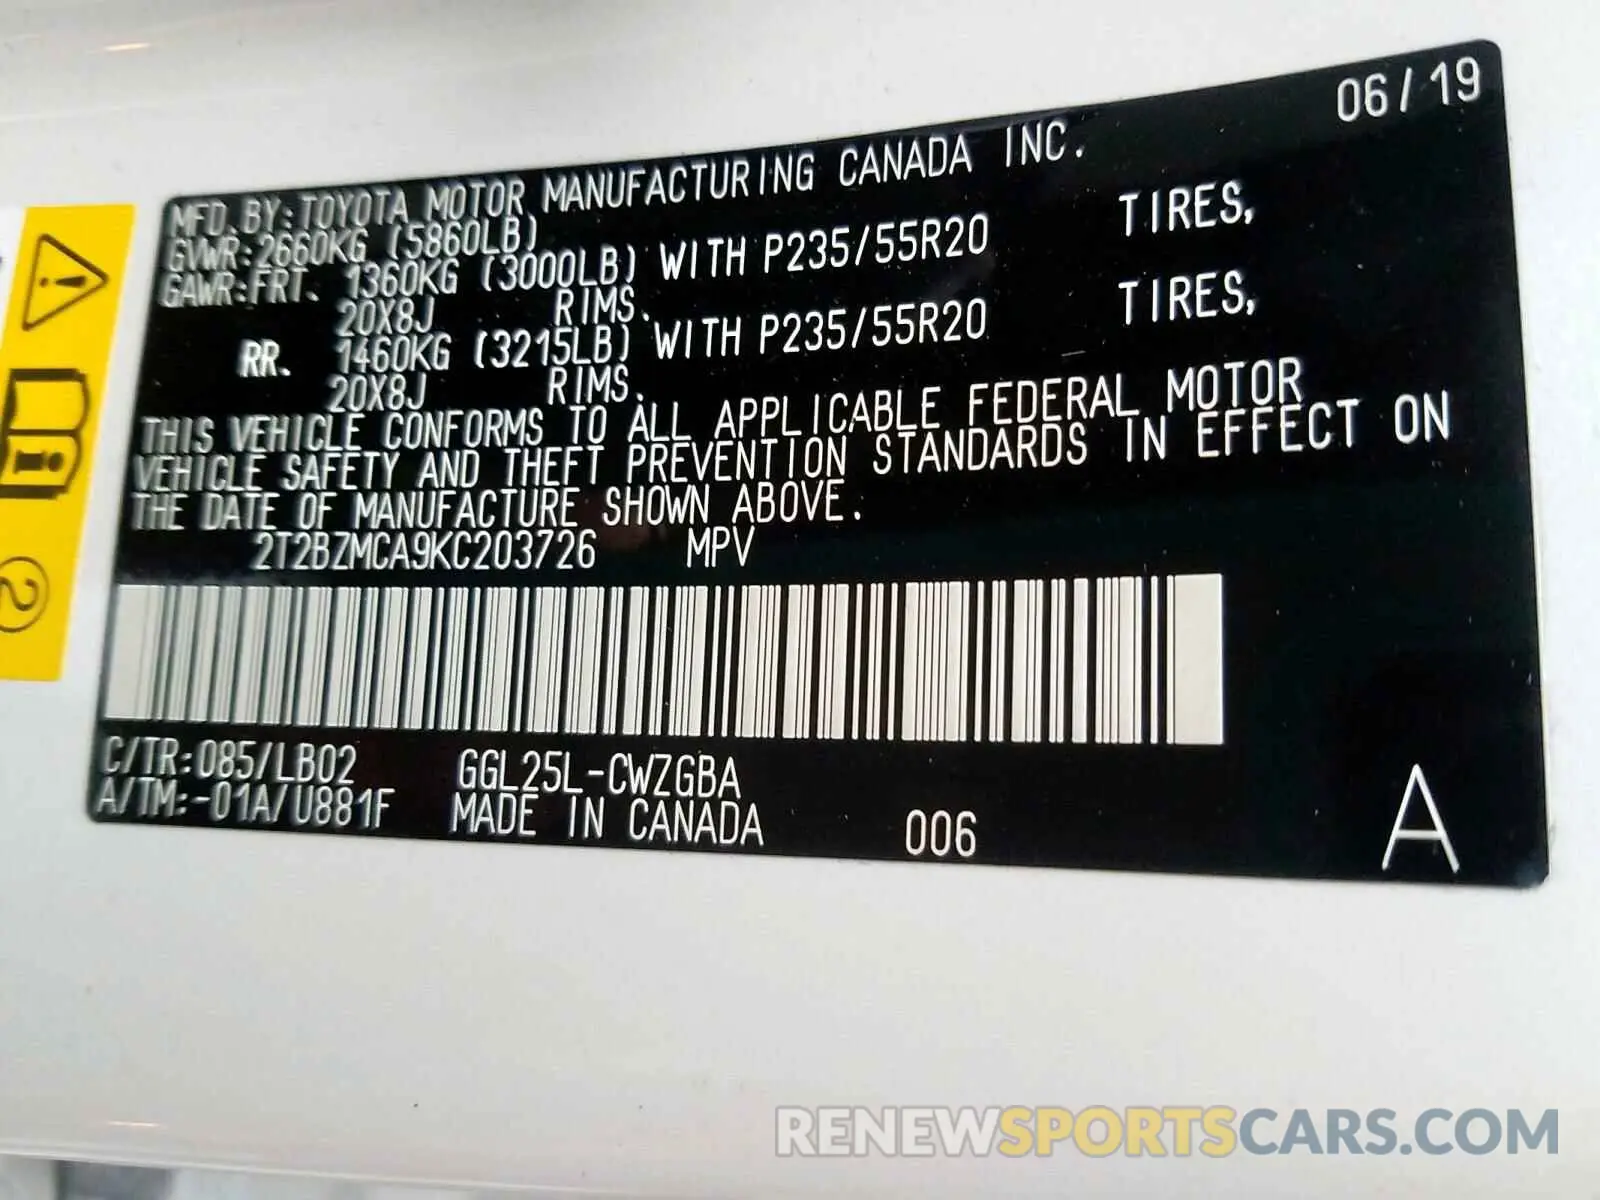 06/19
MFD. BY: TOYOTA MOTOR MANUFACTURING CANADA INC.
GVWR: 2660KG (5860LB)
GAWR: FRT. 1360KG (3000LB) WITH P235/55R20 TIRES,
20X8J RIMS.
RR. 1460KG (3215LB) WITH P235/55R20 TIRES,
20X8J RIMS.
THIS VEHICLE CONFORMS TO ALL APPLICABLE FEDERAL MOTOR
VEHICLE SAFETY AND THEFT PREVENTION STANDARDS IN EFFECT ON
THE DATE OF MANUFACTURE SHOWN ABOVE.
2T2BZMCA9KC203726 MPV
C/TR: 085/LB02 GGL25L-CWZGBA
A/TM: -01A/U881F MADE IN CANADA 006 A
2
RENEWSPORTSCARS.COM